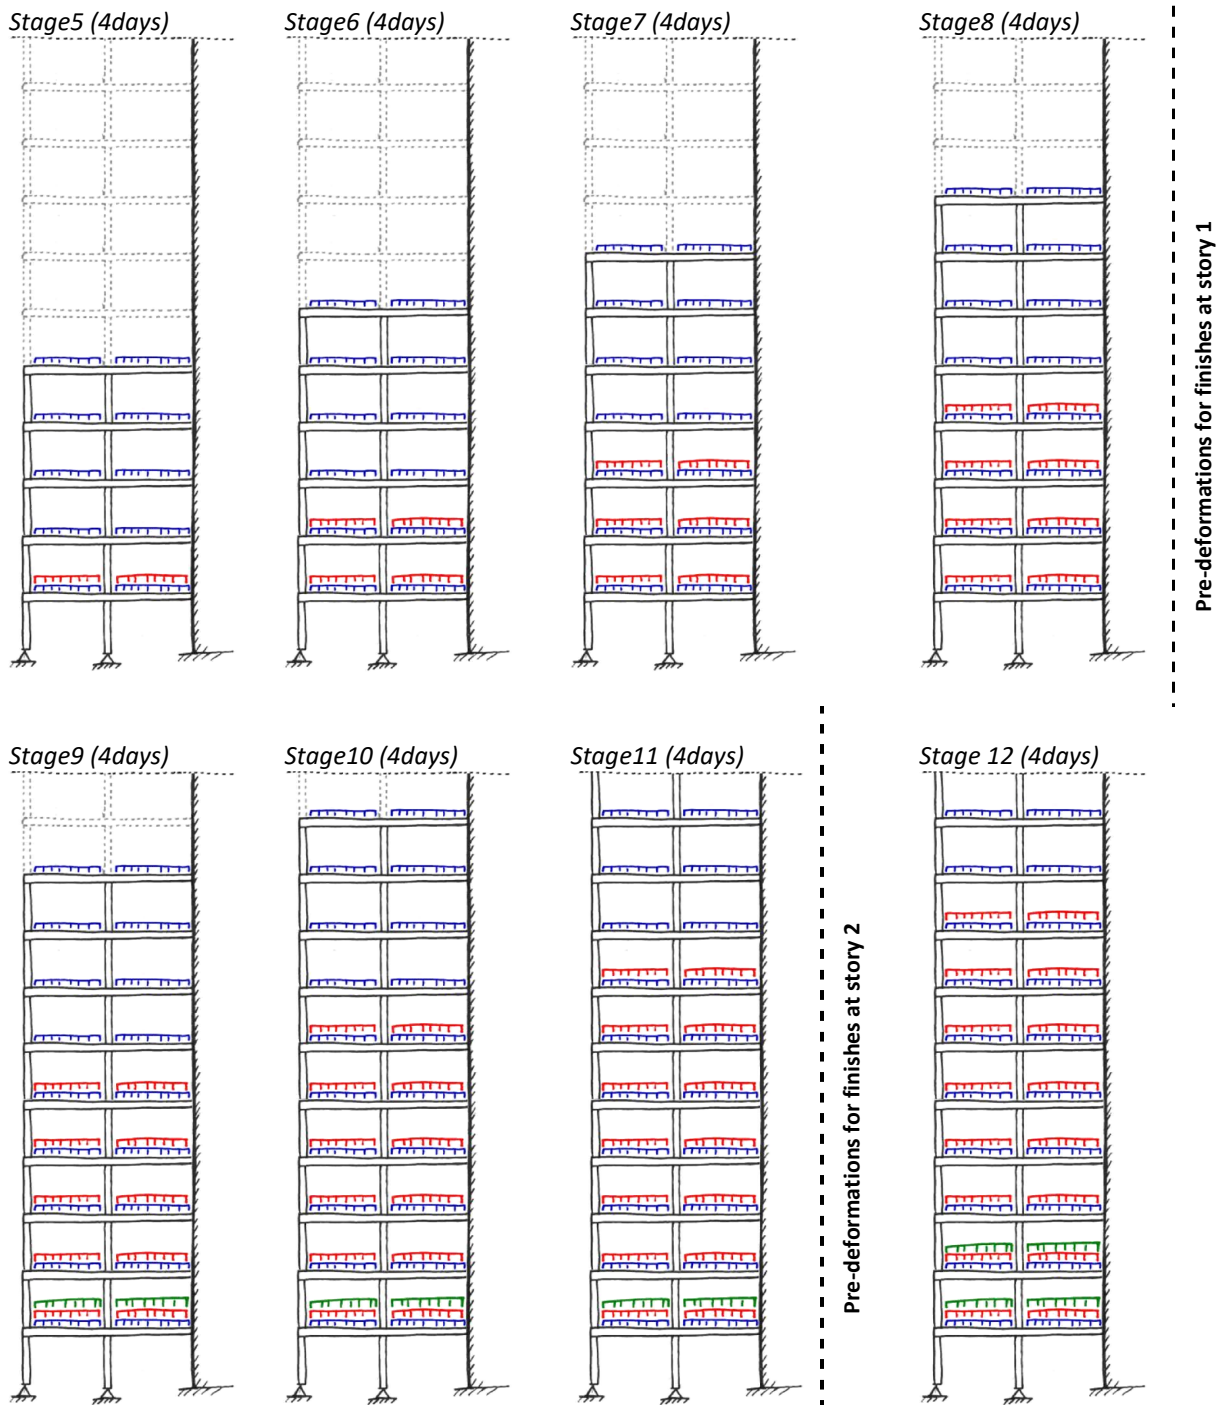 Stage5 (4days)
Stage6 (4days)
Stage7 (4days)
Stage8 (4days)
Pre-deformations for finishes at story 1
Stage9 (4days)
Stage10 (4days)
Stage11 (4days)
Pre-deformations for finishes at story 2
Stage 12 (4days)